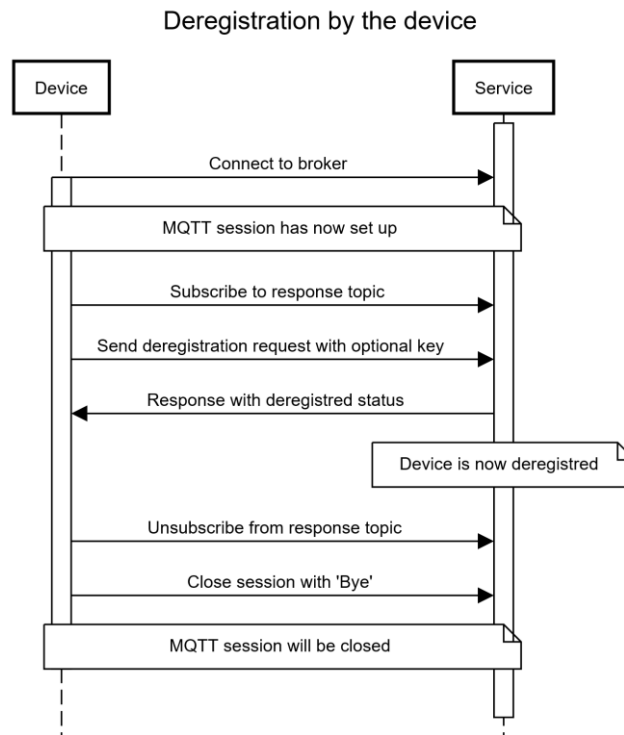 Deregistration by the device
Device
Service
Connect to broker
MQTT session has now set up
Subscribe to response topic
Send deregistration request with optional key
Response with deregistred status
Device is now deregistred
Unsubscribe from response topic
Close session with 'Bye'
MQTT session will be closed